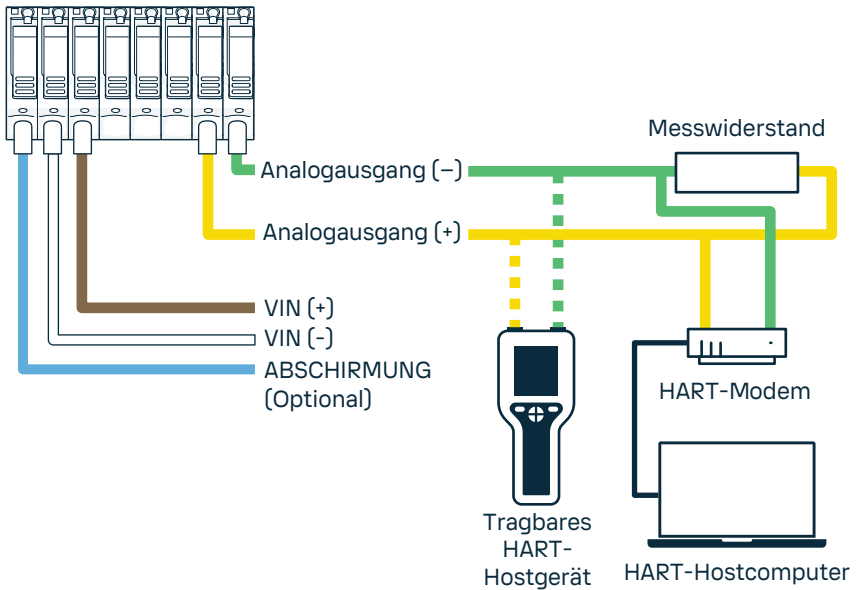 Messwiderstand
Analogausgang (–)
Analogausgang (+)
VIN (+)
VIN (-)
ABSCHIRMUNG
(Optional)
HART-Modem
Tragbares
HART-
Hostgerät
HART-Hostcomputer